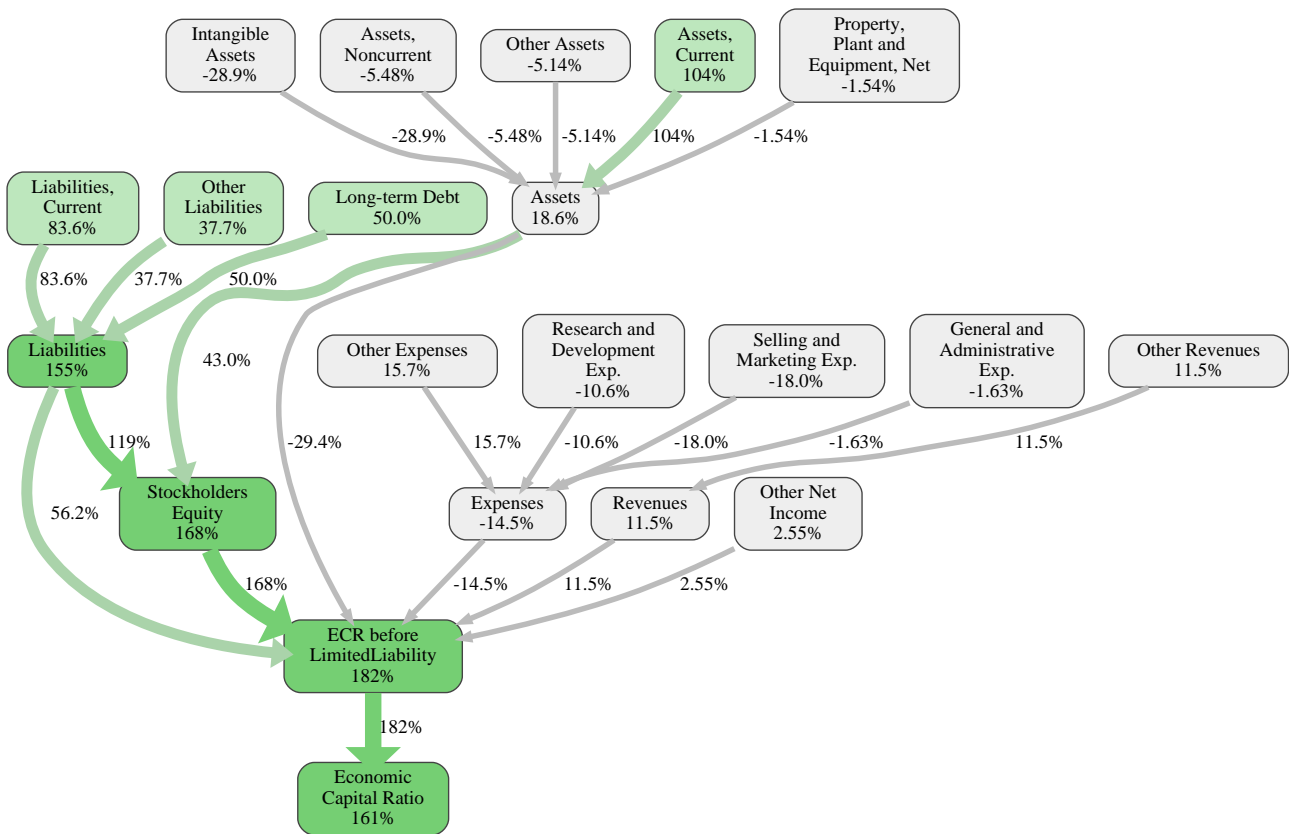 Intangible
Assets
-28.9%
Assets,
Noncurrent
-5.48%
Other Assets
-5.14%
Assets,
Current
104%
Property,
Plant and
Equipment, Net
-1.54%
-28.9%
-5.48%
-5.14%
104%
-1.54%
Liabilities,
Current
83.6%
Other
Liabilities
37.7%
Long-term Debt
50.0%
Assets
18.6%
83.6%
37.7%
50.0%
Liabilities
155%
43.0%
Other Expenses
15.7%
Research and
Development
Exp.
-10.6%
Selling and
Marketing Exp.
-18.0%
General and
Administrative
Exp.
-1.63%
Other Revenues
11.5%
119%
-29.4%
15.7%
-10.6%
-18.0%
-1.63%
11.5%
56.2%
Stockholders
Equity
168%
Expenses
-14.5%
Revenues
11.5%
Other Net
Income
2.55%
168%
-14.5%
11.5%
2.55%
ECR before
LimitedLiability
182%
182%
Economic
Capital Ratio
161%